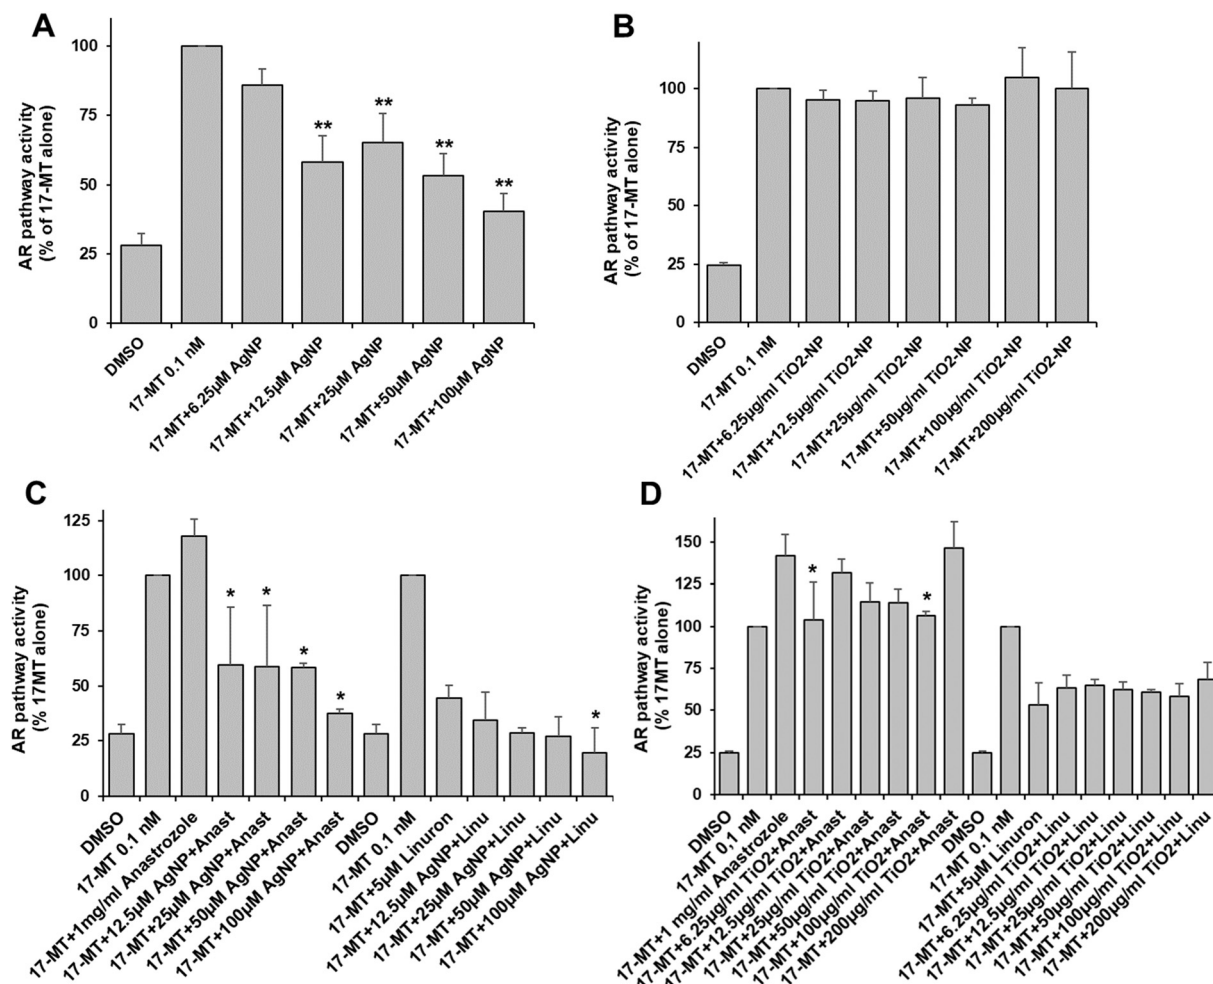 A
AR pathway activity
(% of 17-MT alone)
100
75
50
25
0
**
**
**
**
DMSO
17-MT 0.1 nM
17-MT+6.25µM AgNP
17-MT+12.5µM AgNP
17-MT+25µM AgNP
17-MT+50µM AgNP
17-MT+100µM AgNP
B
AR pathway activity
(% of 17-MT alone)
100
75
50
25
0
DMSO
17-MT 0.1 nM
17-MT+6.25µg/ml TiO2-NP
17-MT+12.5µg/ml TiO2-NP
17-MT+25µg/ml TiO2-NP
17-MT+50µg/ml TiO2-NP
17-MT+100µg/ml TiO2-NP
17-MT+200µg/ml TiO2-NP
C
AR pathway activity
(% 17MT alone)
125
100
75
50
25
0
*
*
*
*
*
DMSO
17-MT 0.1 nM
17-MT+1mg/ml Anastrozole
17-MT+12.5µM AgNP+Anast
17-MT+25µM AgNP+Anast
17-MT+50µM AgNP+Anast
17-MT+100µM AgNP+Anast
DMSO
17-MT 0.1 nM
17-MT+5µM Linuron
17-MT+12.5µM AgNP+Linu
17-MT+25µM AgNP+Linu
17-MT+50µM AgNP+Linu
17-MT+100µM AgNP+Linu
D
AR pathway activity
(% 17MT alone)
150
125
100
75
50
25
0
*
*
DMSO
17-MT 0.1 nM
17-MT+1 mg/ml Anastrozole
17-MT+6.25µg/ml TiO2+Anast
17-MT+12.5µg/ml TiO2+Anast
17-MT+25µg/ml TiO2+Anast
17-MT+50µg/ml TiO2+Anast
17-MT+100µg/ml TiO2+Anast
17-MT+200µg/ml TiO2+Anast
DMSO
17-MT 0.1 nM
17-MT+5µM Linuron
17-MT+6.25µg/ml TiO2+Linu
17-MT+12.5µg/ml TiO2+Linu
17-MT+25µg/ml TiO2+Linu
17-MT+50µg/ml TiO2+Linu
17-MT+100µg/ml TiO2+Linu
17-MT+200µg/ml TiO2+Linu